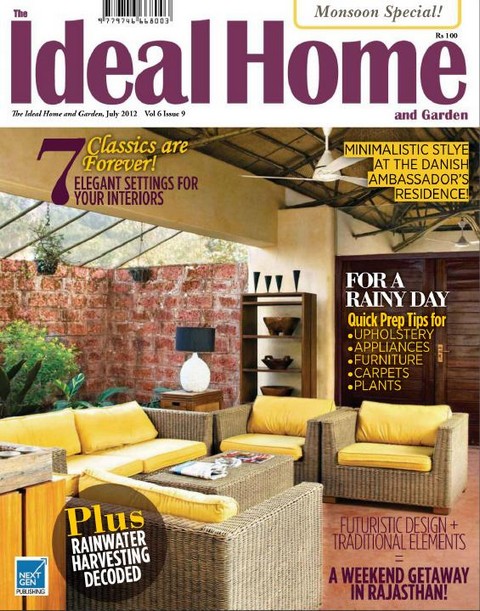 Monsoon Special!
9 779746 668003
Rs 100
The
Ideal Home
and Garden
The Ideal Home and Garden, July 2012 Vol 6 Issue 9
7 Classics are
Forever!
ELEGANT SETTINGS FOR
YOUR INTERIORS
MINIMALISTIC STLYE
AT THE DANISH
AMBASSADOR'S
RESIDENCE!
FOR A
RAINY DAY
Quick Prep Tips for
•UPHOLSTERY
•APPLIANCES
•FURNITURE
•CARPETS
•PLANTS
Plus
RAINWATER
HARVESTING
DECODED
FUTURISTIC DESIGN +
TRADITIONAL ELEMENTS
=
A WEEKEND GETAWAY
IN RAJASTHAN!
NEXT
GEN
PUBLISHING